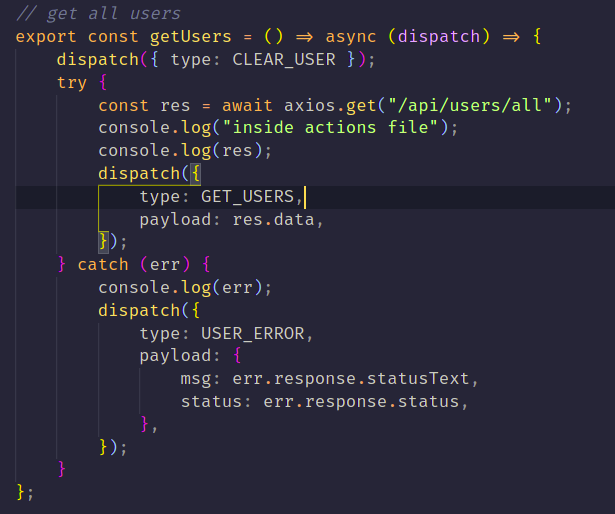 // get all users
export const getUsers = () => async (dispatch) => {
    dispatch({ type: CLEAR_USER });
    try {
        const res = await axios.get("/api/users/all");
        console.log("inside actions file");
        console.log(res);
        dispatch({
            type: GET_USERS,
            payload: res.data,
        });
    } catch (err) {
        console.log(err);
        dispatch({
            type: USER_ERROR,
            payload: {
                msg: err.response.statusText,
                status: err.response.status,
            },
        });
    }
};